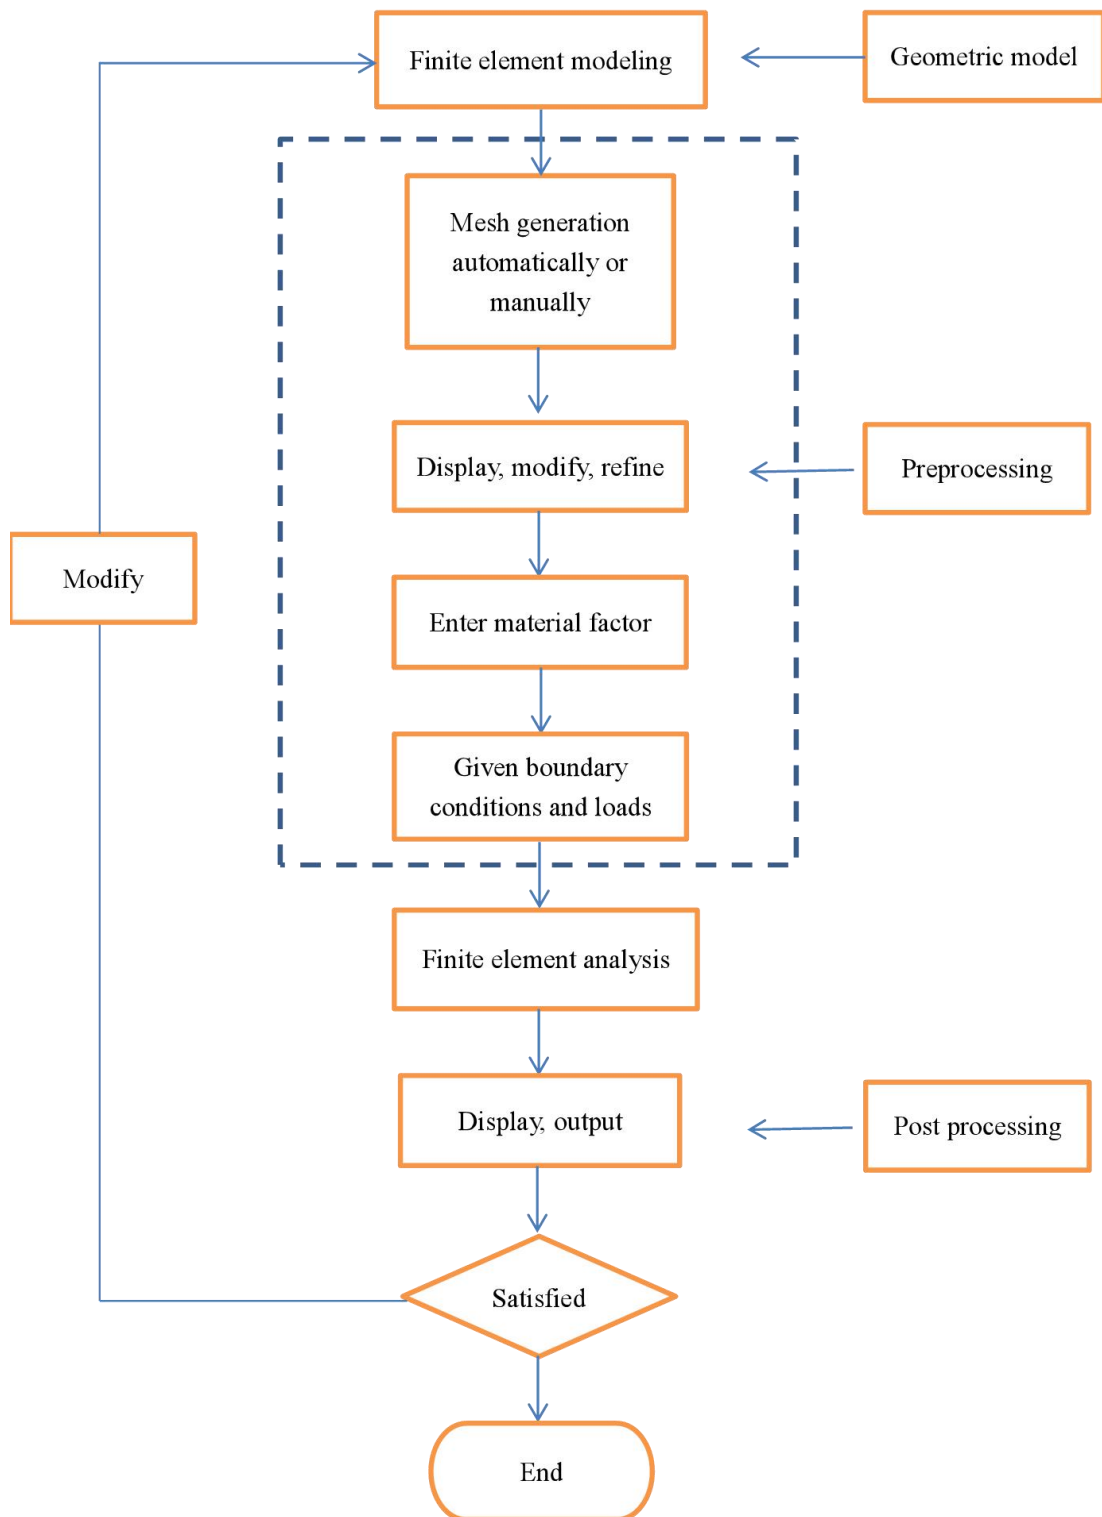 Finite element modeling
Geometric model
Mesh generation
automatically or
manually
Display, modify, refine
Preprocessing
Modify
Enter material factor
Given boundary
conditions and loads
Finite element analysis
Display, output
Post processing
Satisfied
End